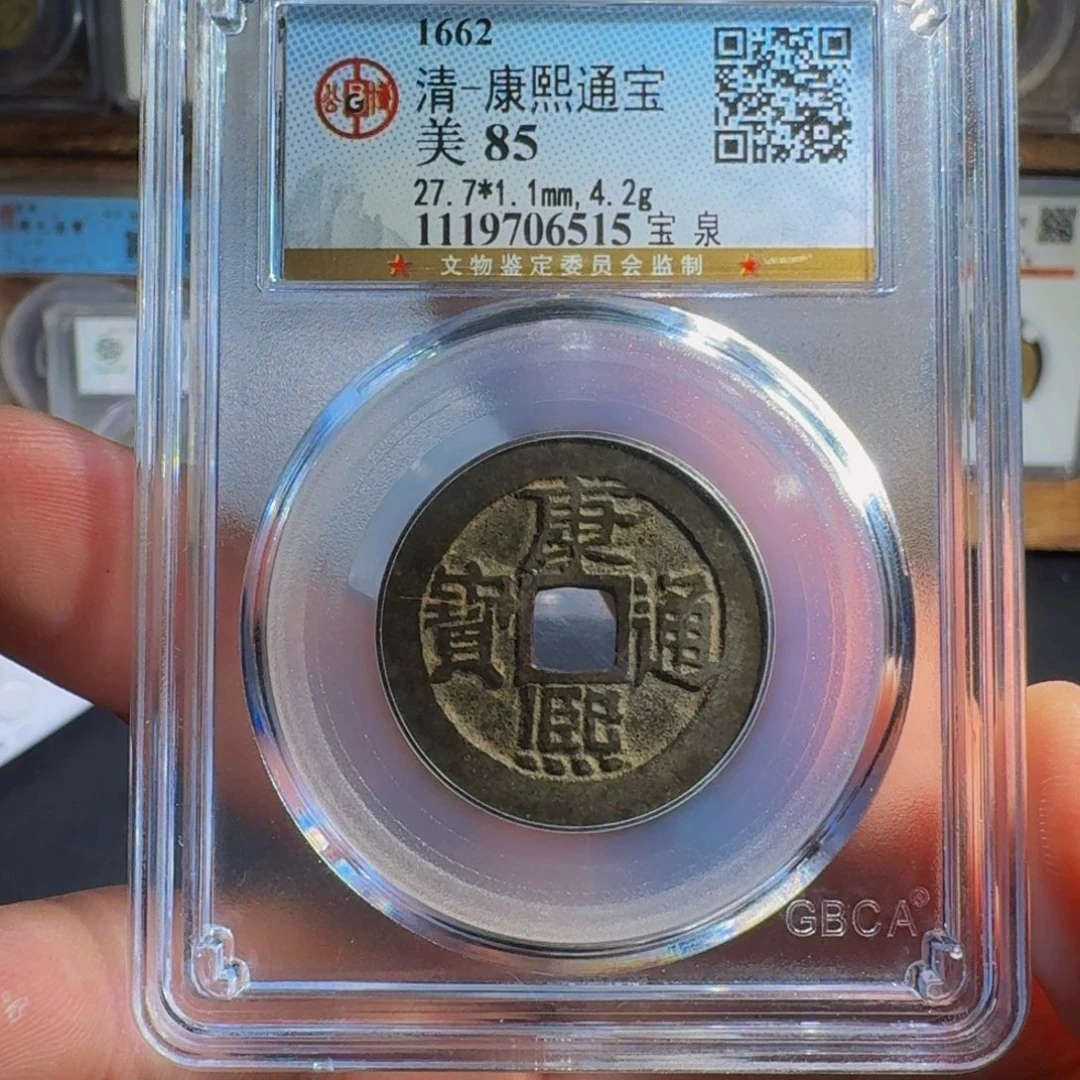 1662
清-康熙通宝
美 85
27.7*1.1mm,4.2g
1119706515 宝 泉
★ 文物鉴定委员会监制 ★
康
寳 通
熙
GBCA®